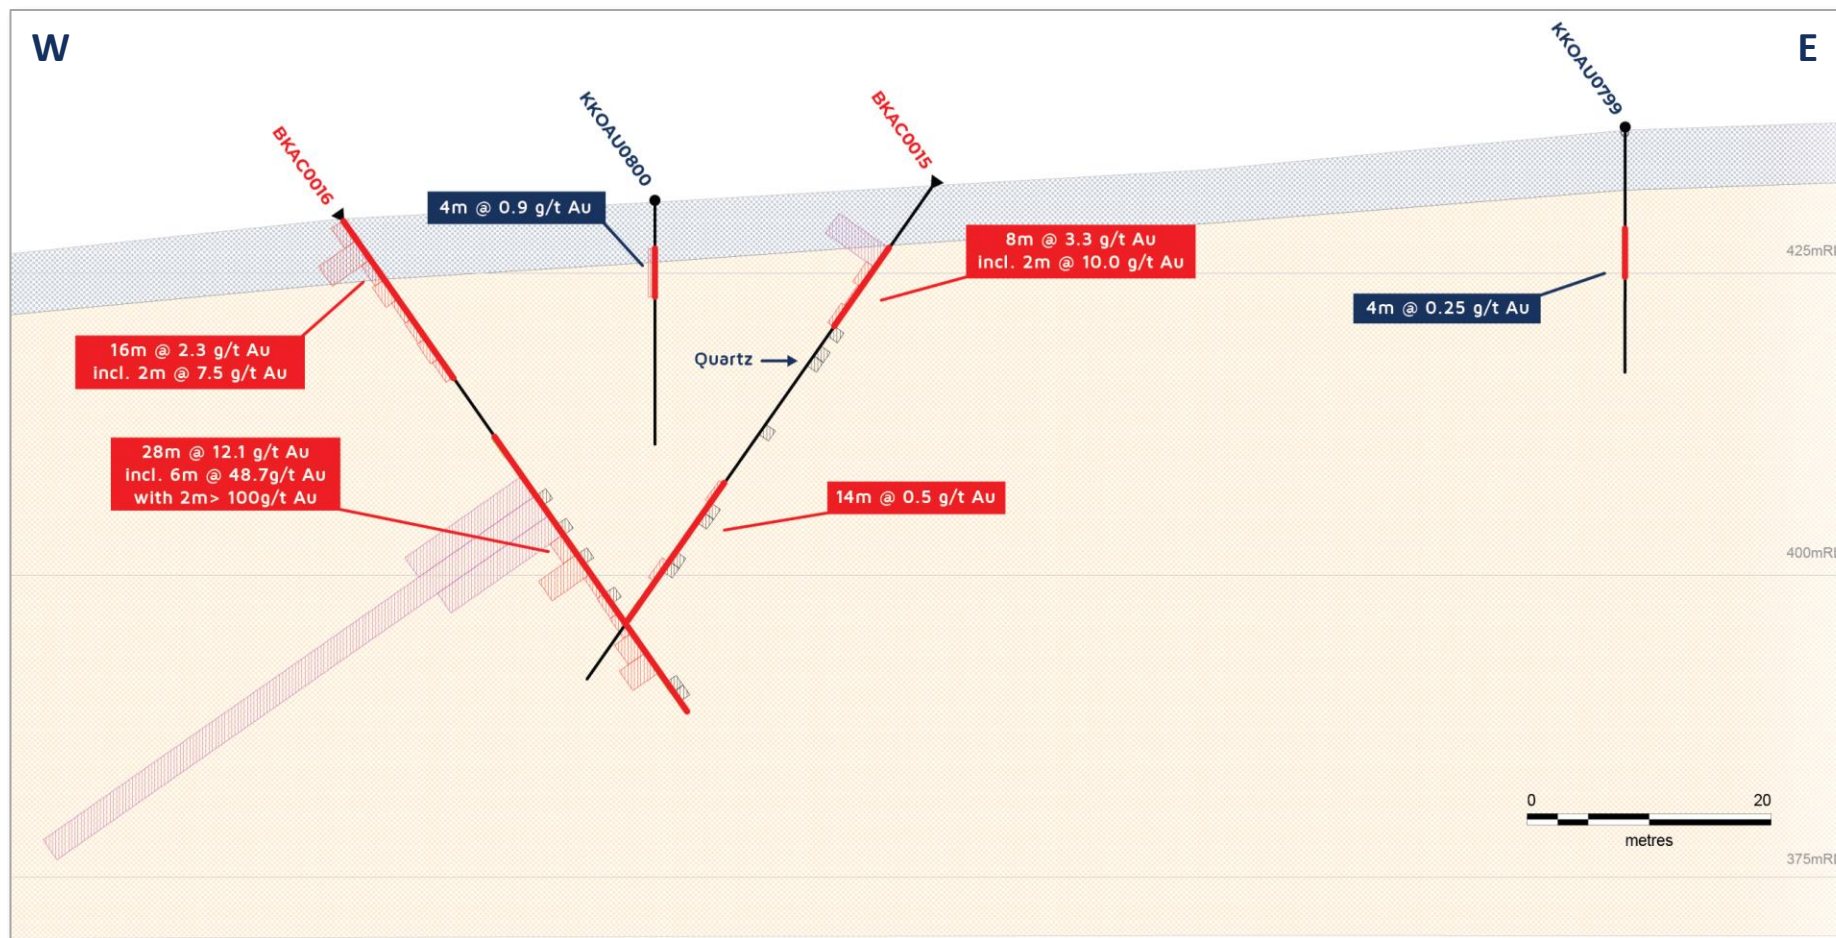 W
E
KKOAU0799
KKOAU0800
BKAC0015
BKAC0016
4m @ 0.9 g/t Au
8m @ 3.3 g/t Au
incl. 2m @ 10.0 g/t Au
425mRL
4m @ 0.25 g/t Au
16m @ 2.3 g/t Au
incl. 2m @ 7.5 g/t Au
Quartz
28m @ 12.1 g/t Au
incl. 6m @ 48.7g/t Au
with 2m> 100g/t Au
14m @ 0.5 g/t Au
400mRL
0 20
metres
375mRL